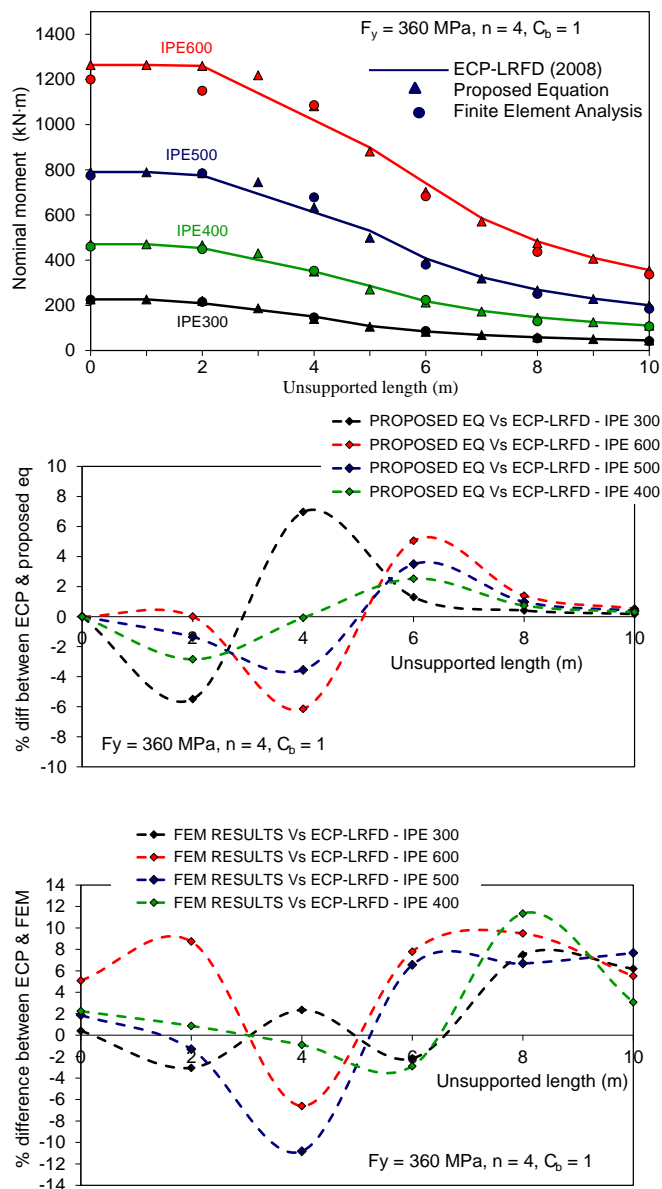 F_y = 360 MPa, n = 4, C_b = 1
ECP-LRFD (2008)
Proposed Equation
Finite Element Analysis
IPE600
IPE500
IPE400
IPE300
Nominal moment (kN·m)
1400
1200
1000
800
600
400
200
0
0 2 4 6 8 10
Unsupported length (m)
PROPOSED EQ Vs ECP-LRFD - IPE 300
PROPOSED EQ Vs ECP-LRFD - IPE 600
PROPOSED EQ Vs ECP-LRFD - IPE 500
PROPOSED EQ Vs ECP-LRFD - IPE 400
% diff between ECP & proposed eq
10
8
6
4
2
0
-2
-4
-6
-8
-10
0 2 4 6 8 10
Unsupported length (m)
Fy = 360 MPa, n = 4, C_b = 1
FEM RESULTS Vs ECP-LRFD - IPE 300
FEM RESULTS Vs ECP-LRFD - IPE 600
FEM RESULTS Vs ECP-LRFD - IPE 500
FEM RESULTS Vs ECP-LRFD - IPE 400
% difference between ECP & FEM
14
12
10
8
6
4
2
0
-2
-4
-6
-8
-10
-12
-14
0 2 4 6 8 10
Unsupported length (m)
Fy = 360 MPa, n = 4, C_b = 1